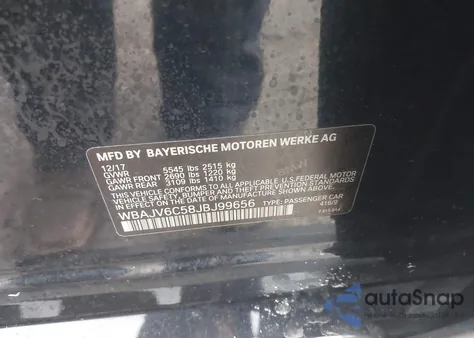 MFD BY BAYERISCHE MOTOREN WERKE AG
12/17
GVWR 5545 lbs 2515 kg
GAWR FRONT 2690 lbs 1220 kg
GAWR REAR 3109 lbs 1410 kg
THIS VEHICLE CONFORMS TO ALL APPLICABLE U.S. FEDERAL MOTOR
VEHICLE SAFETY, BUMPER, AND THEFT PREVENTION STANDARDS
IN EFFECT ON THE DATE OF MANUFACTURE SHOWN ABOVE.
WBAJV6C58JBJ99656 TYPE: PASSENGER CAR
416/9
autoSnap